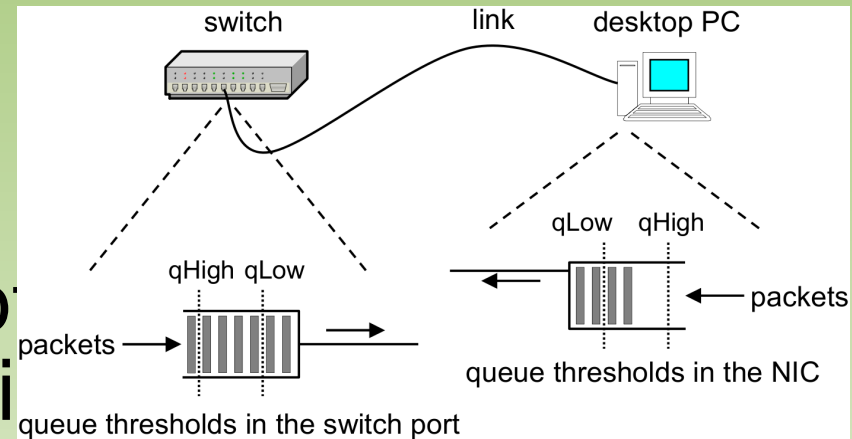 switch link desktop PC
qLow qHigh
qHigh qLow
packets
packets
queue thresholds in the NIC
queue thresholds in the switch port